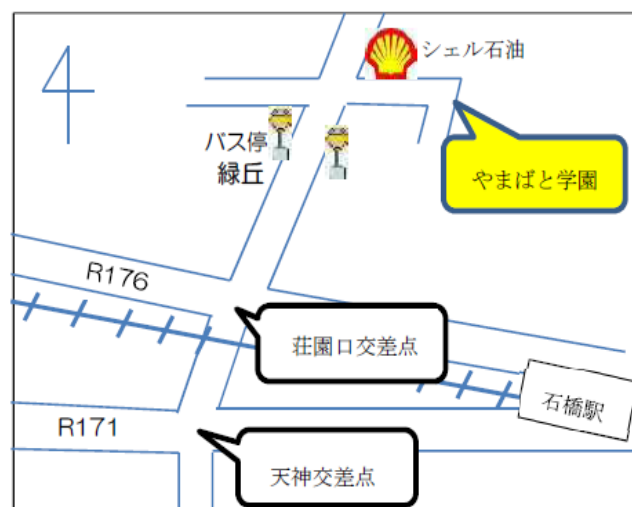 シェル石油
バス停
緑丘
やまばと学園
R176
荘園口交差点
石橋駅
R171
天神交差点